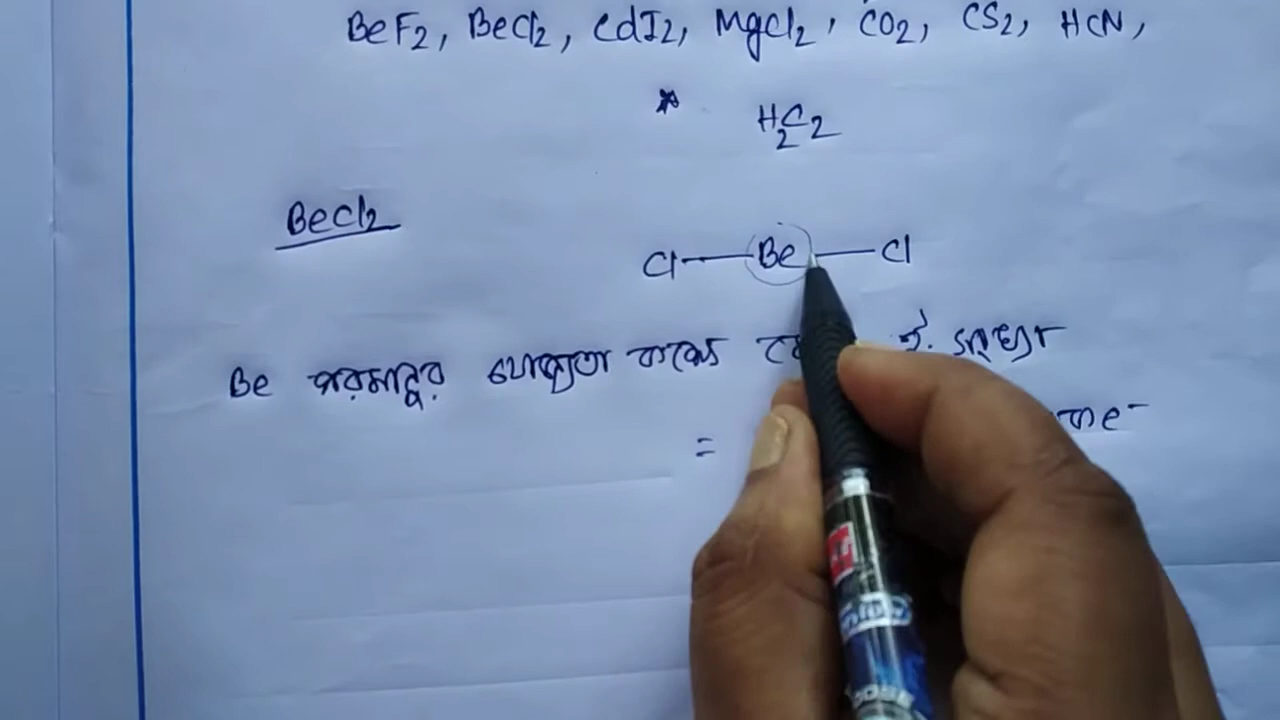 BeF2, BeCl2, CdI2, MgCl2, CO2, CS2, HCN,
* H2C2
BeCl2
Cl—Be—Cl
Be পরমাণুর যোজ্যতা কক্ষে ইঃ সংখ্যা
= e⁻